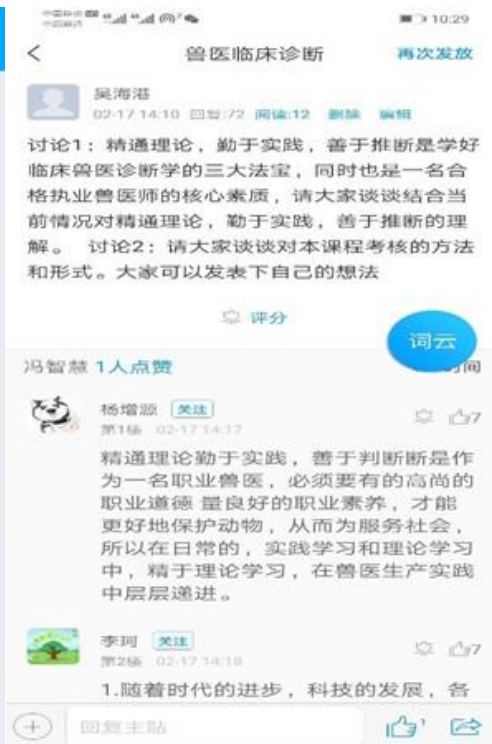 10:29
兽医临床诊断
再次发放
吴海港
02-17 14:10 回复:72 阅读:12 删除 编辑
讨论1：精通理论，勤于实践，善于推断是学好
临床兽医诊断学的三大法宝，同时也是一名合
格执业兽医师的核心素质，请大家谈谈结合当
前情况对精通理论，勤于实践，善于推断的理
解。 讨论2：请大家谈谈对本课程考核的方法
和形式。大家可以发表下自己的想法
评分
词云
冯智慧 1人点赞
时间
杨增源 关注
7
第1楼 02-17 14:17
精通理论勤于实践，善于判断断是作
为一名职业兽医，必须要有的高尚的
职业道德 量良好的职业素养，才能
更好地保护动物，从而为服务社会，
所以在日常的，实践学习和理论学习
中，精于理论学习，在兽医生产实践
中层层递进。
李珂 关注
7
第2楼 02-17 14:18
1.随着时代的进步，科技的发展，各
回复主贴
1